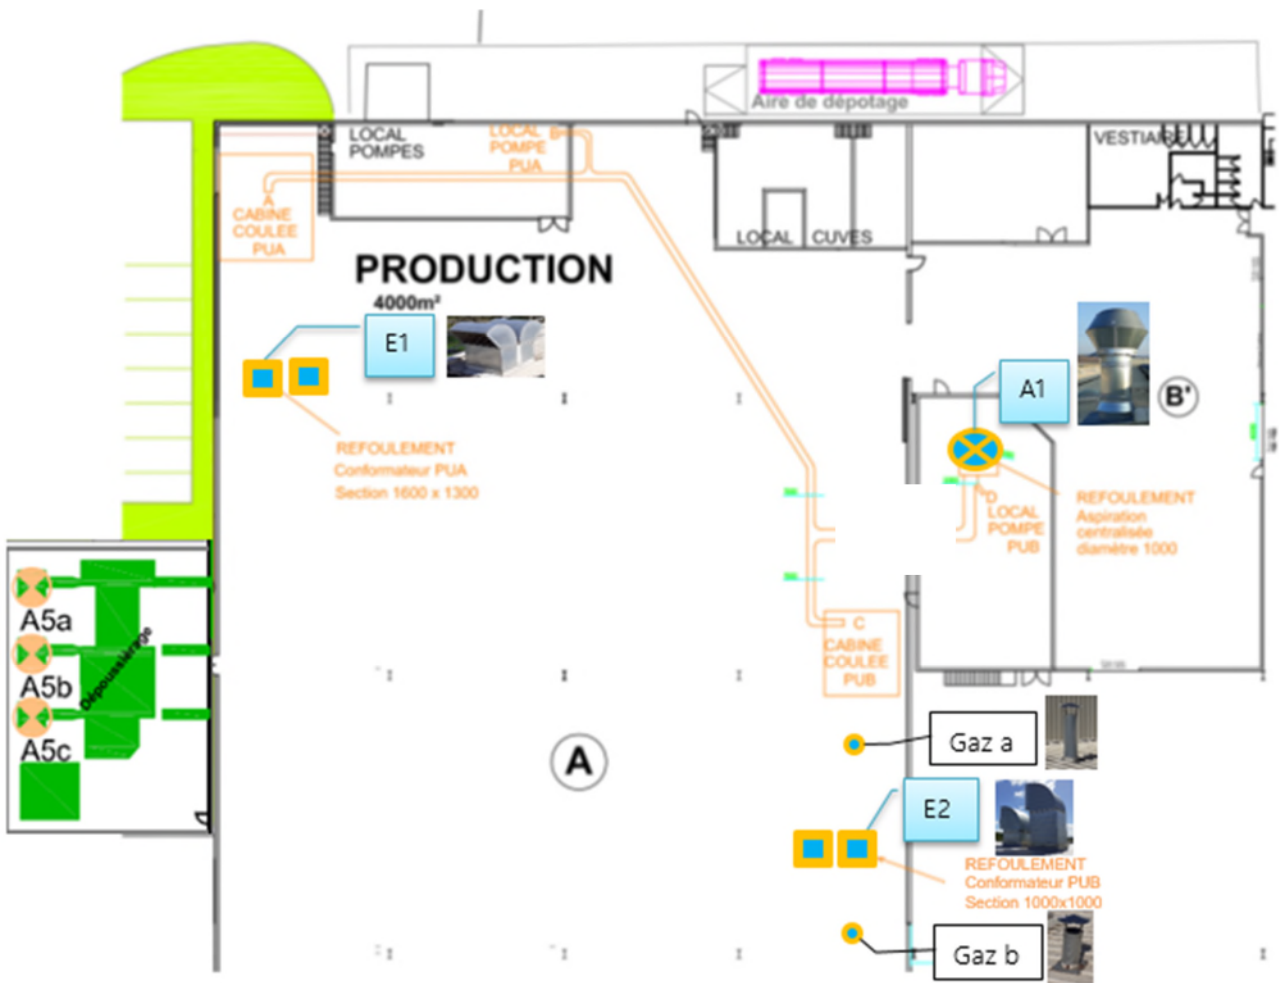 Aire de dépotage
LOCAL
POMPES
LOCAL
POMPE
PUA
B
VESTIAIRE
A
CABINE
COULEE
PUA
LOCAL CUVES
PRODUCTION
4000m²
E1
A1
B'
REFOULEMENT
Conformateur PUA
Section 1600 x 1300
D
LOCAL
POMPE
PUB
REFOULEMENT
Aspiration
centralisée
diamètre 1000
A5a
A5b
A5c
Dépoussiérage
C
CABINE
COULEE
PUB
A
Gaz a
E2
REFOULEMENT
Conformateur PUB
Section 1000x1000
Gaz b